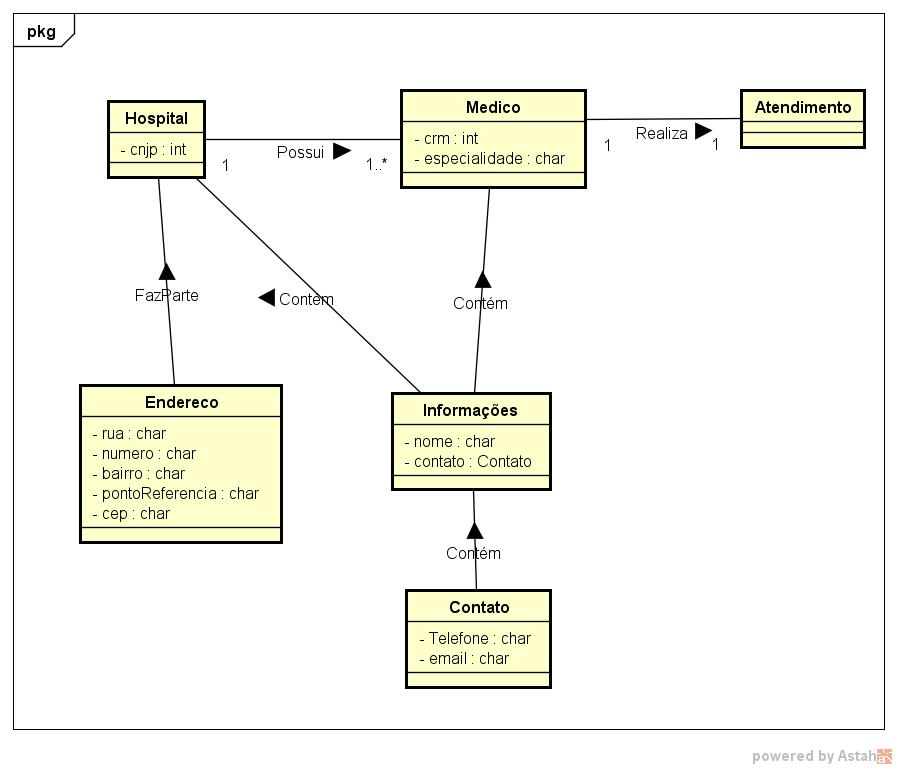 pkg
Hospital
- cnjp : int
Possui
1
1..*
Medico
- crm : int
- especialidade : char
Realiza
1
1
Atendimento
FazParte
Contém
Contém
Endereco
- rua : char
- numero : char
- bairro : char
- pontoReferencia : char
- cep : char
Informações
- nome : char
- contato : Contato
Contém
Contato
- Telefone : char
- email : char
powered by Astah